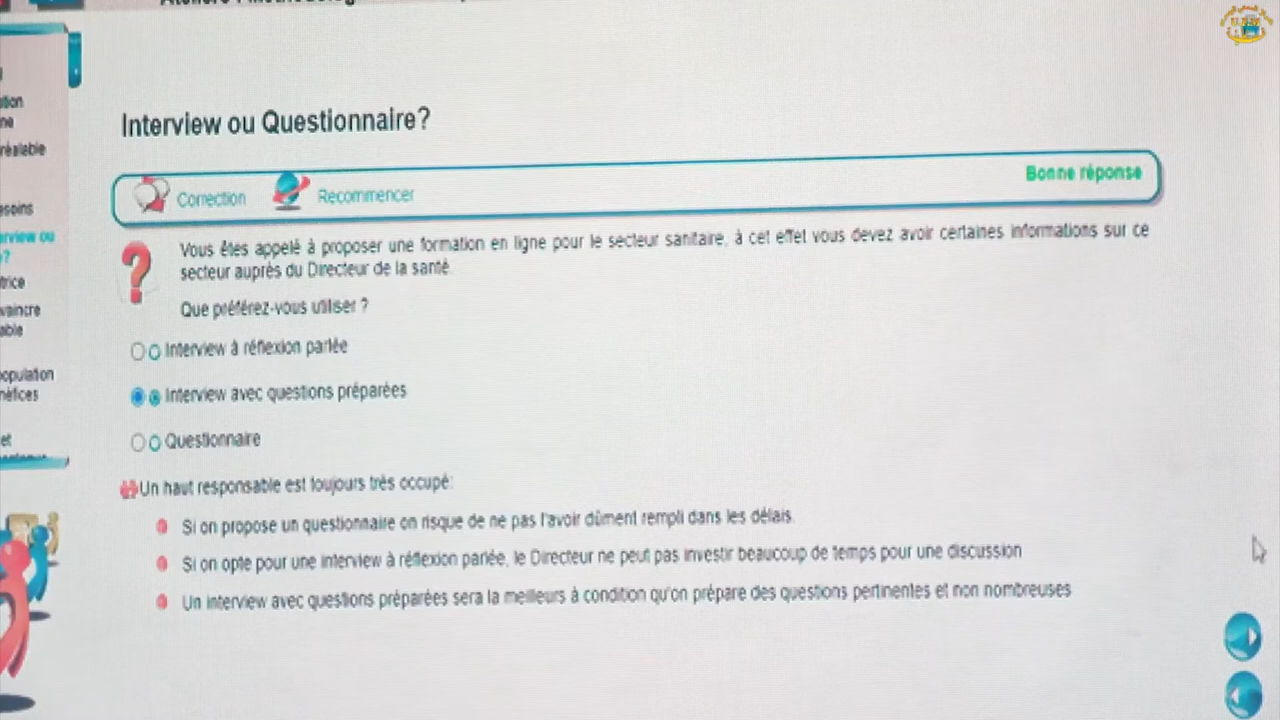 Interview ou Questionnaire?
Correction
Recommencer
Bonne réponse
Vous êtes appelé à proposer une formation en ligne pour le secteur sanitaire, à cet effet vous devez avoir certaines informations sur ce
secteur auprès du Directeur de la santé
Que préférez-vous utiliser ?
Interview à réflexion parlée
Interview avec questions préparées
Questionnaire
Un haut responsable est toujours très occupé:
Si on propose un questionnaire on risque de ne pas l'avoir dûment rempli dans les délais.
Si on opte pour une interview à réflexion parlée, le Directeur ne peut pas investir beaucoup de temps pour une discussion
Un interview avec questions préparées sera la meilleurs à condition qu'on prépare des questions pertinentes et non nombreuses